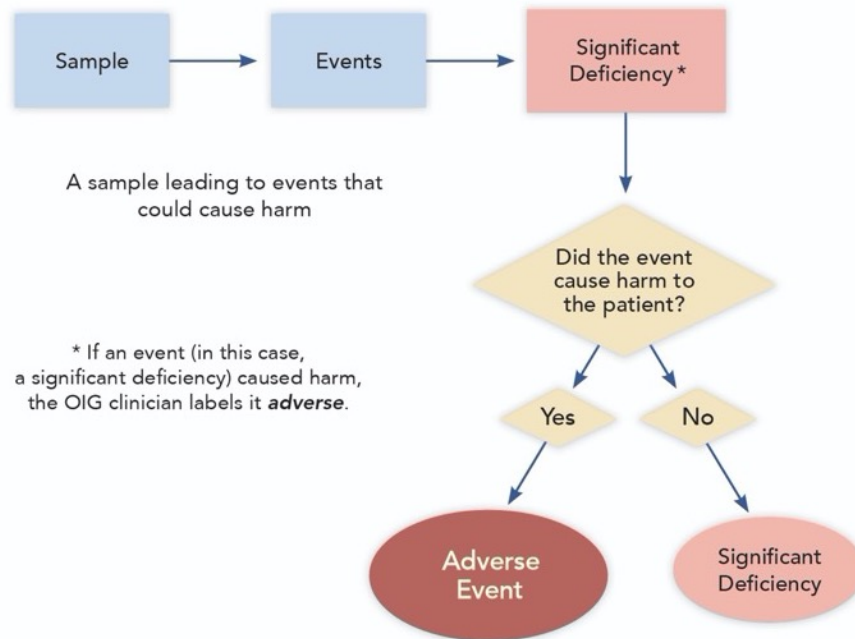 Sample
Events
Significant
Deficiency*
A sample leading to events that
could cause harm
Did the event
cause harm to
the patient?
* If an event (in this case,
a significant deficiency) caused harm,
the OIG clinician labels it adverse.
Yes
No
Adverse
Event
Significant
Deficiency